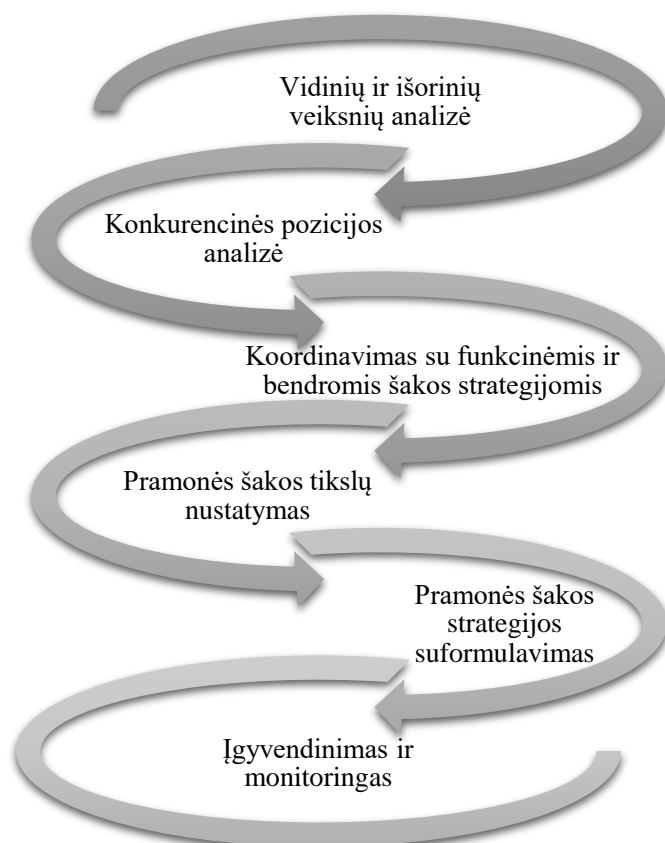 Vidinių ir išorinių
veiksnių analizė
Konkurencinės pozicijos
analizė
Koordinavimas su funkcinėmis ir
bendromis šakos strategijomis
Pramonės šakos tikslų
nustatymas
Pramonės šakos
strategijos
suformulavimas
Įgyvendinimas ir
monitoringas